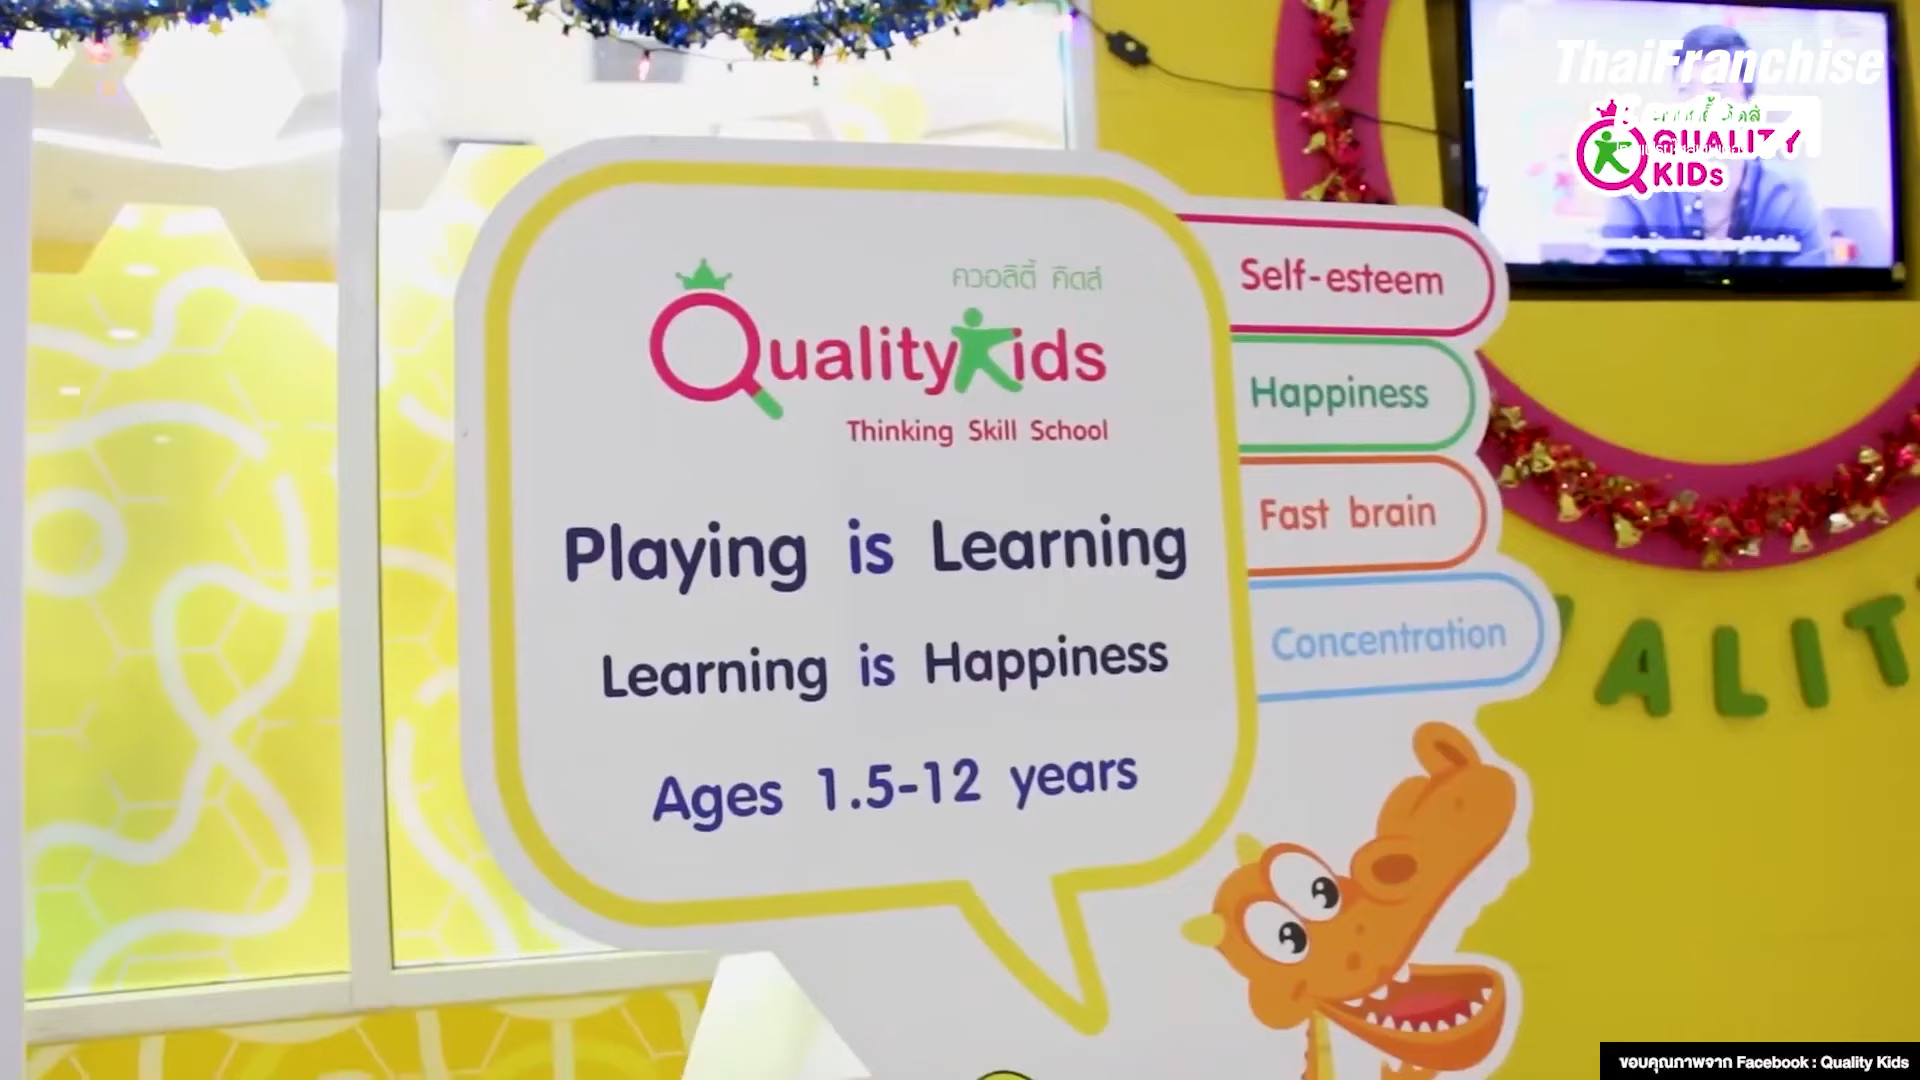 ThaiFranchise
QUALITY
KIDs
ควอลิตี้ คิดส์
QualityKids
Thinking Skill School
Playing is Learning
Learning is Happiness
Ages 1.5-12 years
Self-esteem
Happiness
Fast brain
Concentration
ALIT
ขอบคุณภาพจาก Facebook : Quality Kids